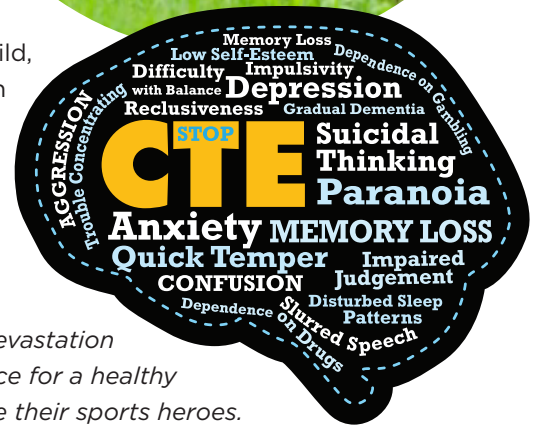 ild,
n
Memory Loss
Low Self-Esteem
Dependence on Gambling
Difficulty
with Balance
Impulsivity
Depression
Reclusiveness
Gradual Dementia
AGGRESSION
Trouble Concentrating
STOP
CTE
Suicidal
Thinking
Paranoia
Anxiety
MEMORY LOSS
Quick Temper
Impaired
Judgement
CONFUSION
Disturbed Sleep
Patterns
Dependence on Drugs
Slurred Speech
evastation
ce for a healthy
e their sports heroes.